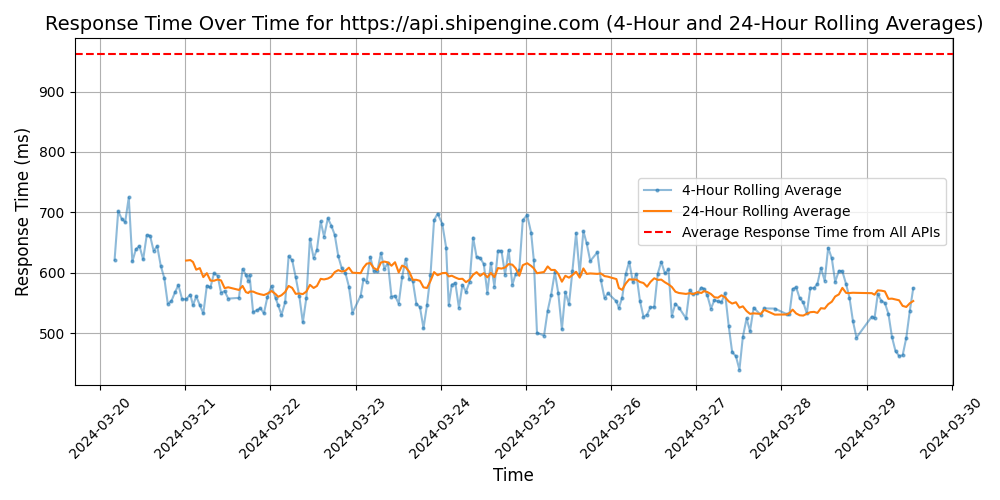 Response Time Over Time for https://api.shipengine.com (4-Hour and 24-Hour Rolling Averages)
Response Time (ms)
900
800
700
600
500
4-Hour Rolling Average
24-Hour Rolling Average
Average Response Time from All APIs
2024-03-20
2024-03-21
2024-03-22
2024-03-23
2024-03-24
2024-03-25
2024-03-26
2024-03-27
2024-03-28
2024-03-29
2024-03-30
Time